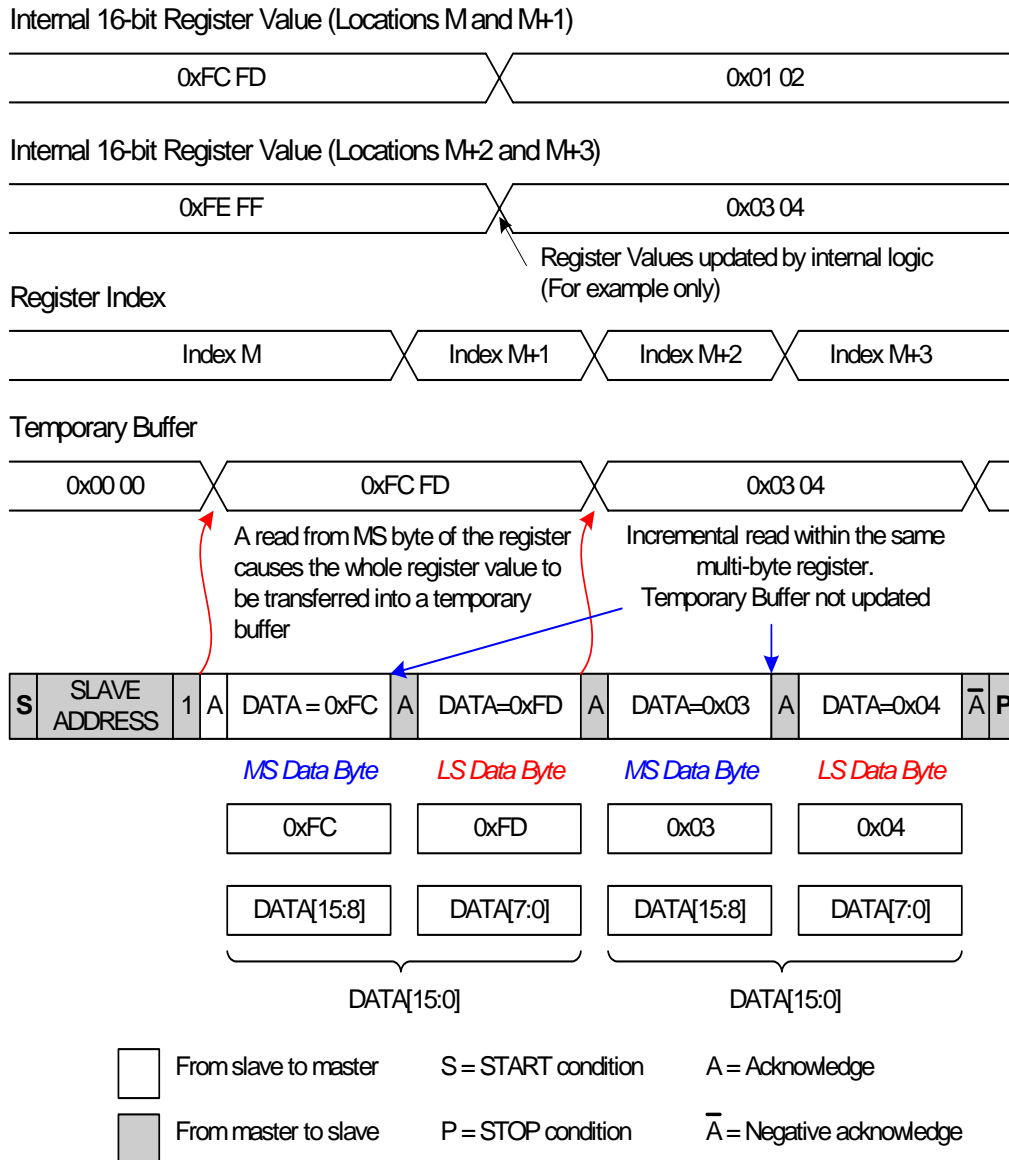 Internal 16-bit Register Value (Locations M and M+1)
0xFC FD
0x01 02
Internal 16-bit Register Value (Locations M+2 and M+3)
0xFE FF
0x03 04
Register Values updated by internal logic
(For example only)
Register Index
Index M
Index M+1
Index M+2
Index M+3
Temporary Buffer
0x00 00
0xFC FD
0x03 04
A read from MS byte of the register
causes the whole register value to
be transferred into a temporary
buffer
Incremental read within the same
multi-byte register.
Temporary Buffer not updated
S
SLAVE
ADDRESS
1
A
DATA = 0xFC
A
DATA=0xFD
A
DATA=0x03
A
DATA=0x04
A̅
P
MS Data Byte
LS Data Byte
MS Data Byte
LS Data Byte
0xFC
0xFD
0x03
0x04
DATA[15:8]
DATA[7:0]
DATA[15:8]
DATA[7:0]
DATA[15:0]
DATA[15:0]
From slave to master
S = START condition
A = Acknowledge
From master to slave
P = STOP condition
A̅ = Negative acknowledge